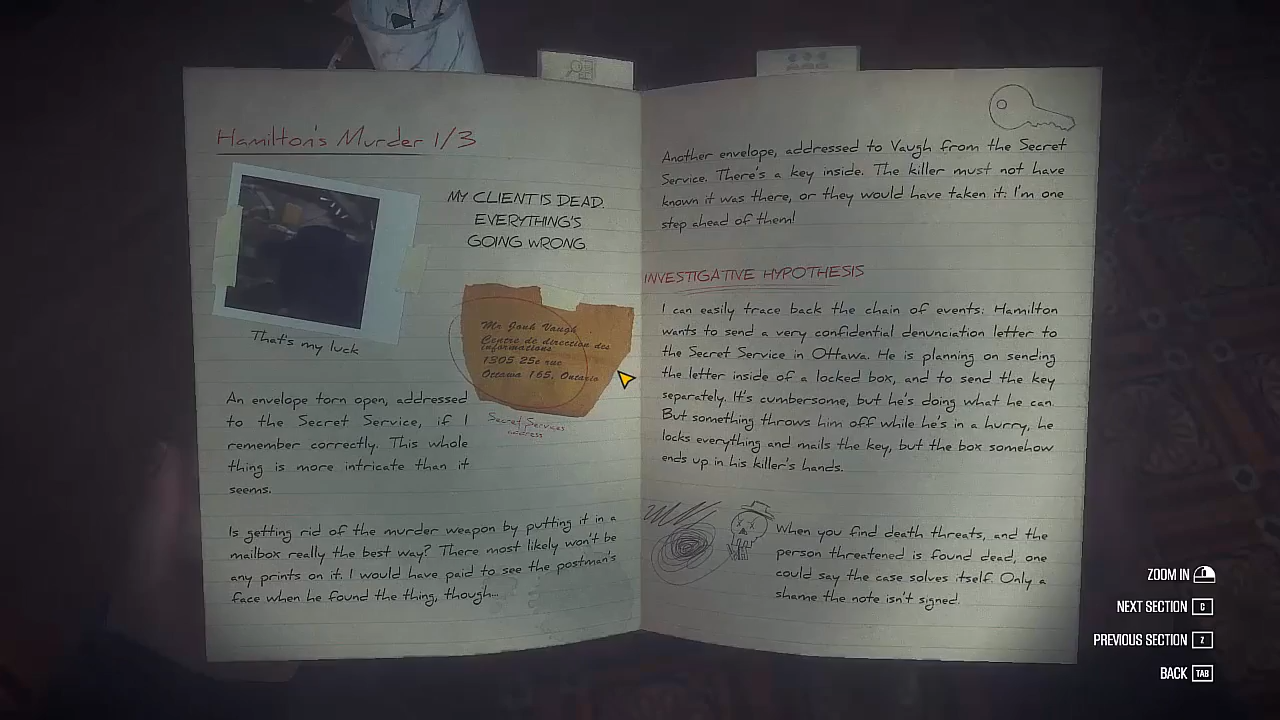 Hamilton's Murder 1/3
MY CLIENT IS DEAD.
EVERYTHING'S
GOING WRONG.
That's my luck
Mr Jonh Vaugh
Centre de direction des
informations
1305 25e rue
Ottawa 165, Ontario
Secret Services
address
An envelope torn open, addressed
to the Secret Service, if I
remember correctly. This whole
thing is more intricate than it
seems.
Is getting rid of the murder weapon by putting it in a
mailbox really the best way? There most likely won't be
any prints on it. I would have paid to see the postman's
face when he found the thing, though...
Another envelope, addressed to Vaugh from the Secret
Service. There's a key inside. The killer must not have
known it was there, or they would have taken it. I'm one
step ahead of them!
INVESTIGATIVE HYPOTHESIS
I can easily trace back the chain of events: Hamilton
wants to send a very confidential denunciation letter to
the Secret Service in Ottawa. He is planning on sending
the letter inside of a locked box, and to send the key
separately. It's cumbersome, but he's doing what he can.
But something throws him off while he's in a hurry, he
locks everything and mails the key, but the box somehow
ends up in his killer's hands.
When you find death threats, and the
person threatened is found dead, one
could say the case solves itself. Only a
shame the note isn't signed.
ZOOM IN
NEXT SECTION C
PREVIOUS SECTION Z
BACK TAB